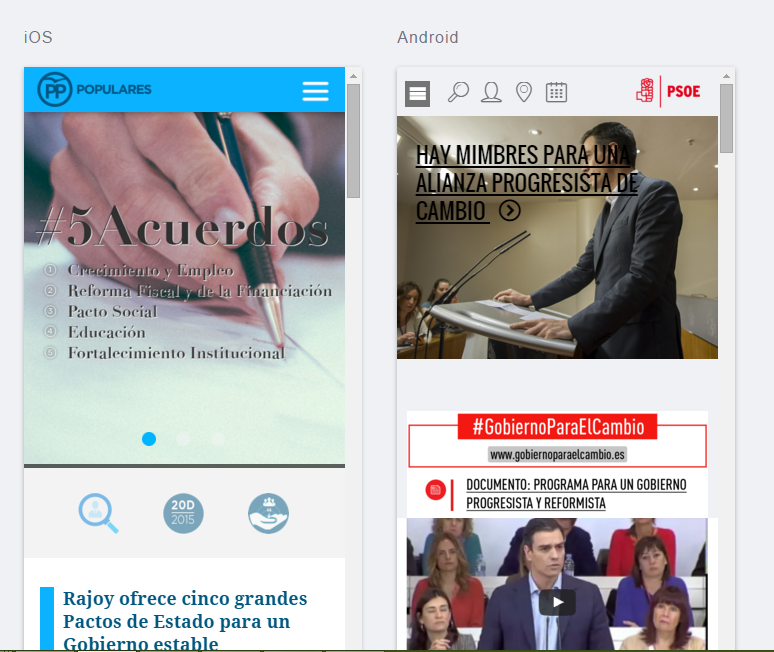 iOS
Android
PP POPULARES
#5Acuerdos
1 Crecimiento y Empleo
2 Reforma Fiscal y de la Financiación
3 Pacto Social
4 Educación
5 Fortalecimiento Institucional
20D
2015
Rajoy ofrece cinco grandes
Pactos de Estado para un
Gobierno estable
PSOE
HAY MIMBRES PARA UNA
ALIANZA PROGRESISTA DE
CAMBIO
#GobiernoParaElCambio
www.gobiernoparaelcambio.es
DOCUMENTO: PROGRAMA PARA UN GOBIERNO
PROGRESISTA Y REFORMISTA